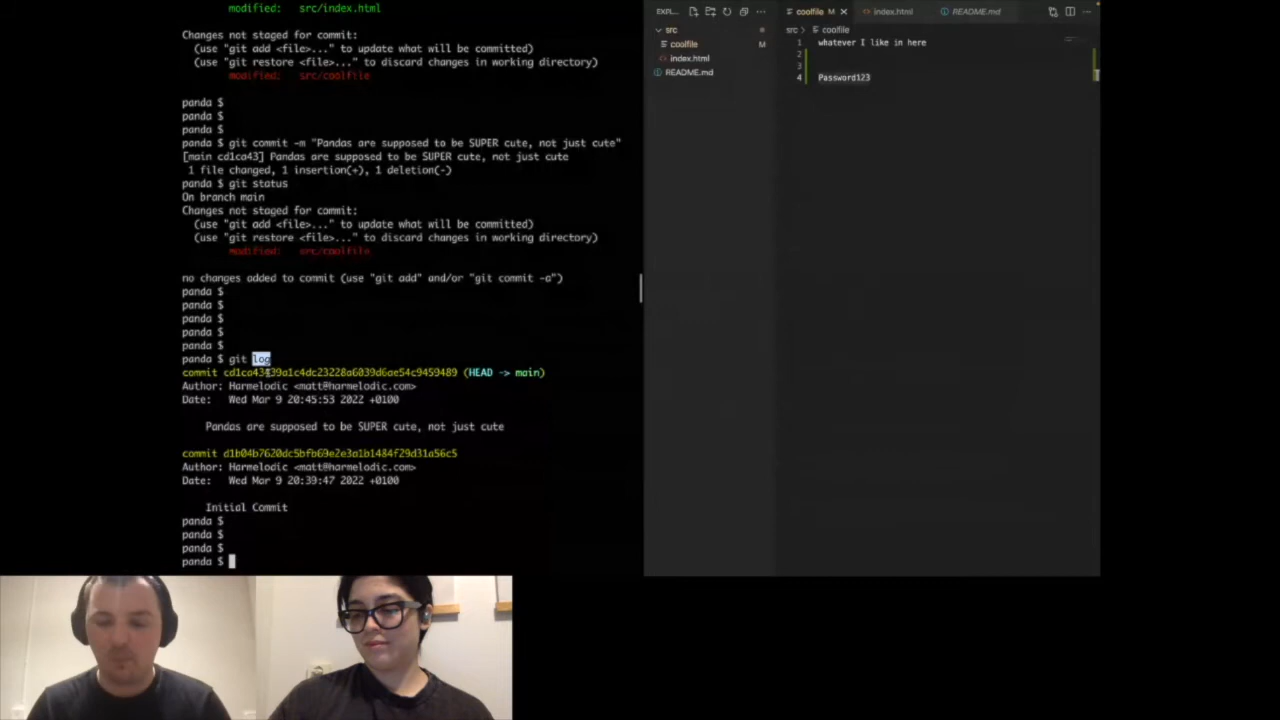 modified:   src/index.html
Changes not staged for commit:
(use "git add <file>..." to update what will be committed)
(use "git restore <file>..." to discard changes in working directory)
modified:   src/coolfile
panda $
panda $
panda $
panda $ git commit -m "Pandas are supposed to be SUPER cute, not just cute"
[main cd1ca43] Pandas are supposed to be SUPER cute, not just cute
1 file changed, 1 insertion(+), 1 deletion(-)
panda $ git status
On branch main
Changes not staged for commit:
(use "git add <file>..." to update what will be committed)
(use "git restore <file>..." to discard changes in working directory)
modified:   src/coolfile
no changes added to commit (use "git add" and/or "git commit -a")
panda $
panda $
panda $
panda $
panda $
panda $ git log
commit (HEAD -> main)
Author: Harmelodic <matt@harmelodic.com>
Date:   Wed Mar 9 20:45:53 2022 +0100
Pandas are supposed to be SUPER cute, not just cute
commit d1b04b7620dc5bfb69e2e3a1b1484f29d31a56c5
Author: Harmelodic <matt@harmelodic.com>
Date:   Wed Mar 9 20:39:47 2022 +0100
Initial Commit
panda $
panda $
panda $
panda $
EXPL...
src
coolfile M
index.html
README.md
coolfile M
index.html
README.md
src > coolfile
1 whatever I like in here
2
3
4 Password123